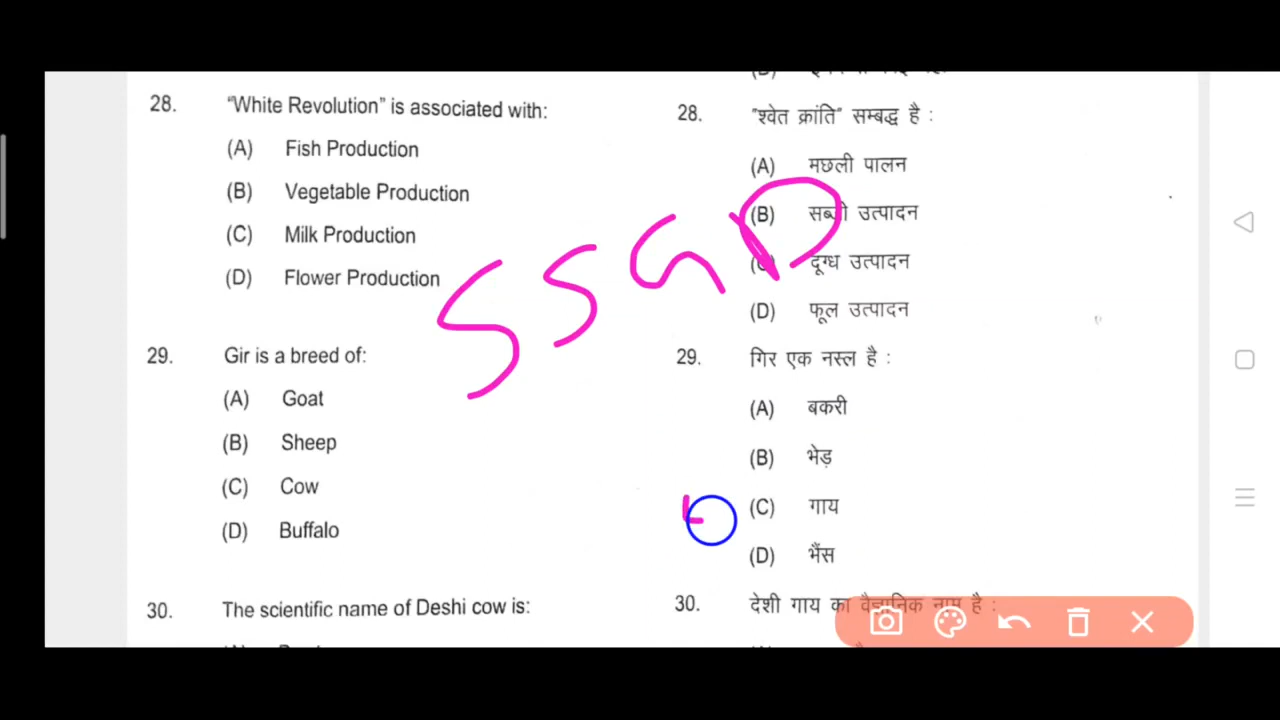 28. "White Revolution" is associated with:
(A) Fish Production
(B) Vegetable Production
(C) Milk Production
(D) Flower Production
29. Gir is a breed of:
(A) Goat
(B) Sheep
(C) Cow
(D) Buffalo
30. The scientific name of Deshi cow is:
28. "श्वेत क्रांति" सम्बद्ध है :
(A) मछली पालन
(B) सब्जी उत्पादन
(C) दूग्ध उत्पादन
(D) फूल उत्पादन
29. गिर एक नस्ल है :
(A) बकरी
(B) भेड़
(C) गाय
(D) भैंस
30. देशी गाय का वैज्ञानिक नाम है :